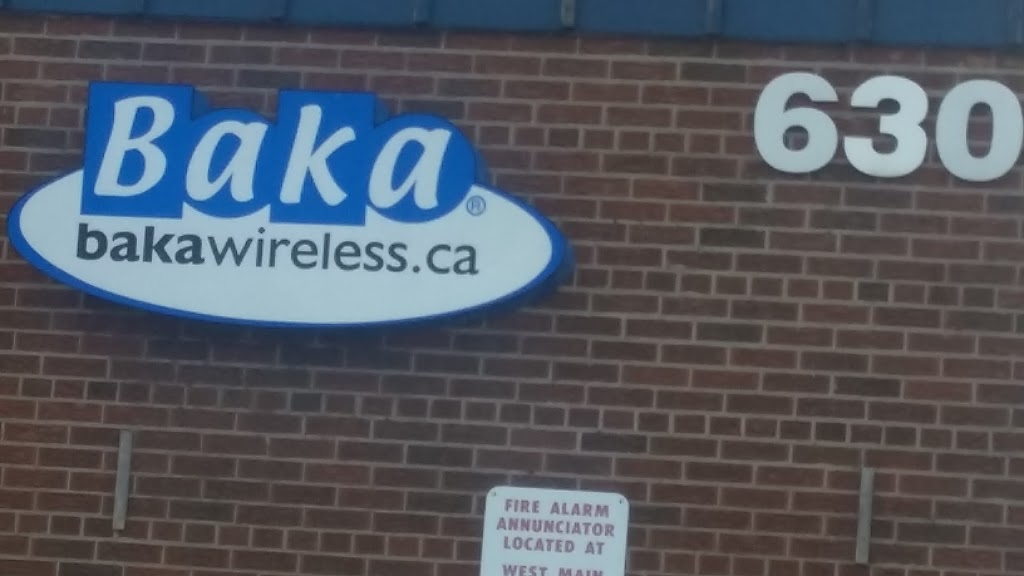 Baka®
bakawireless.ca
630
FIRE ALARM
ANNUNCIATOR
LOCATED AT
WEST MAIN